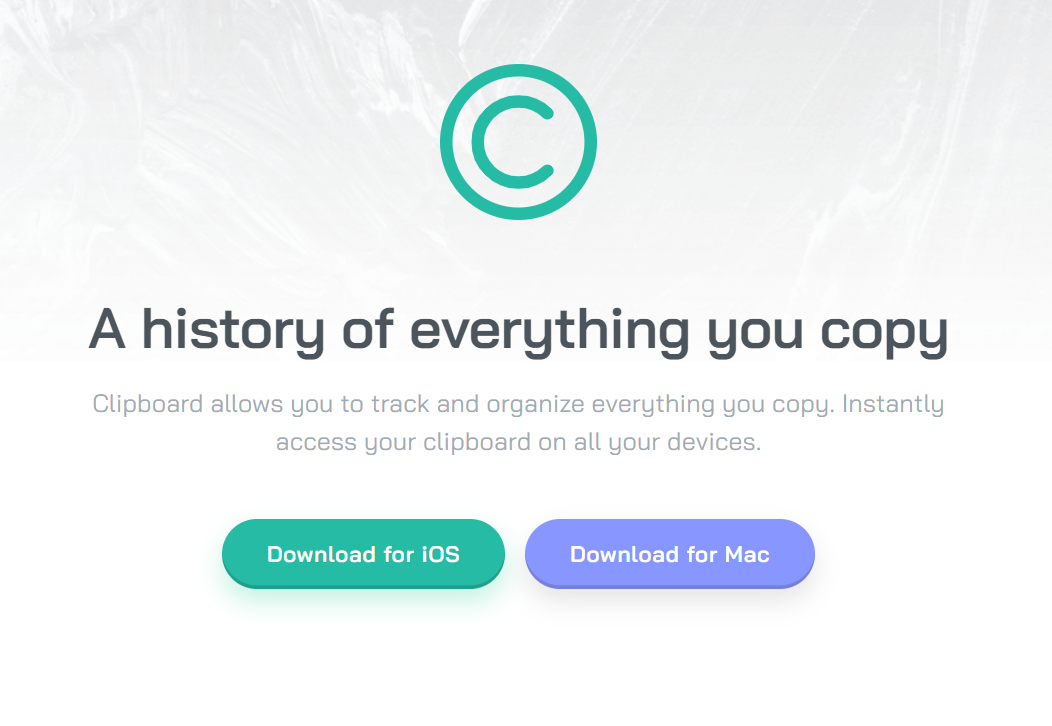 A history of everything you copy
Clipboard allows you to track and organize everything you copy. Instantly
access your clipboard on all your devices.
Download for iOS
Download for Mac